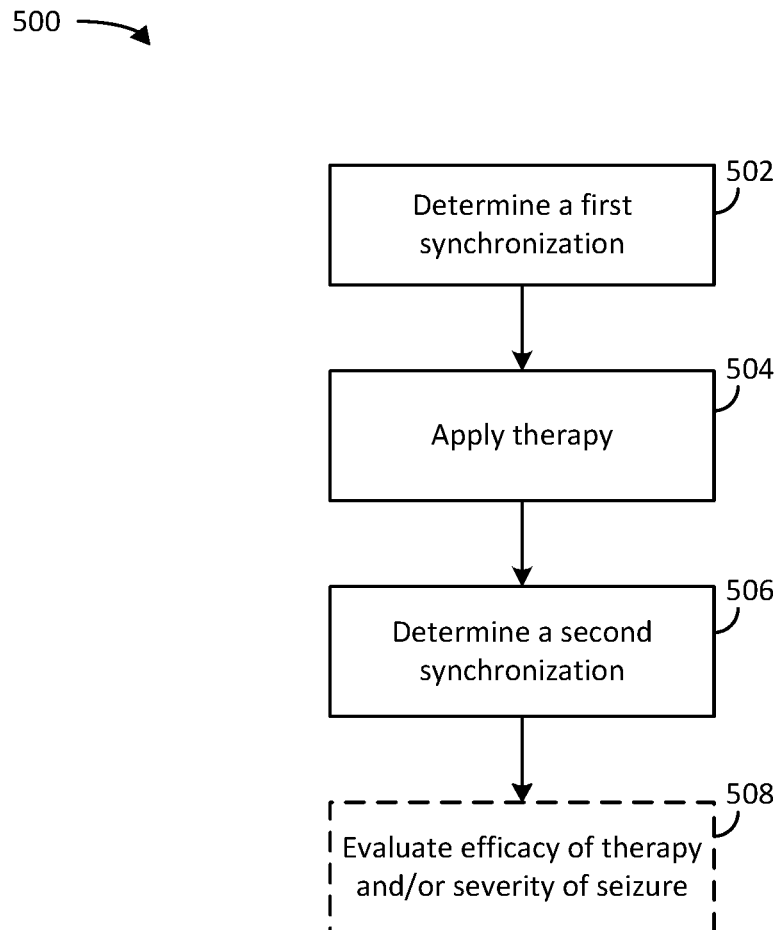 500
502
Determine a first
synchronization
504
Apply therapy
506
Determine a second
synchronization
508
Evaluate efficacy of therapy
and/or severity of seizure